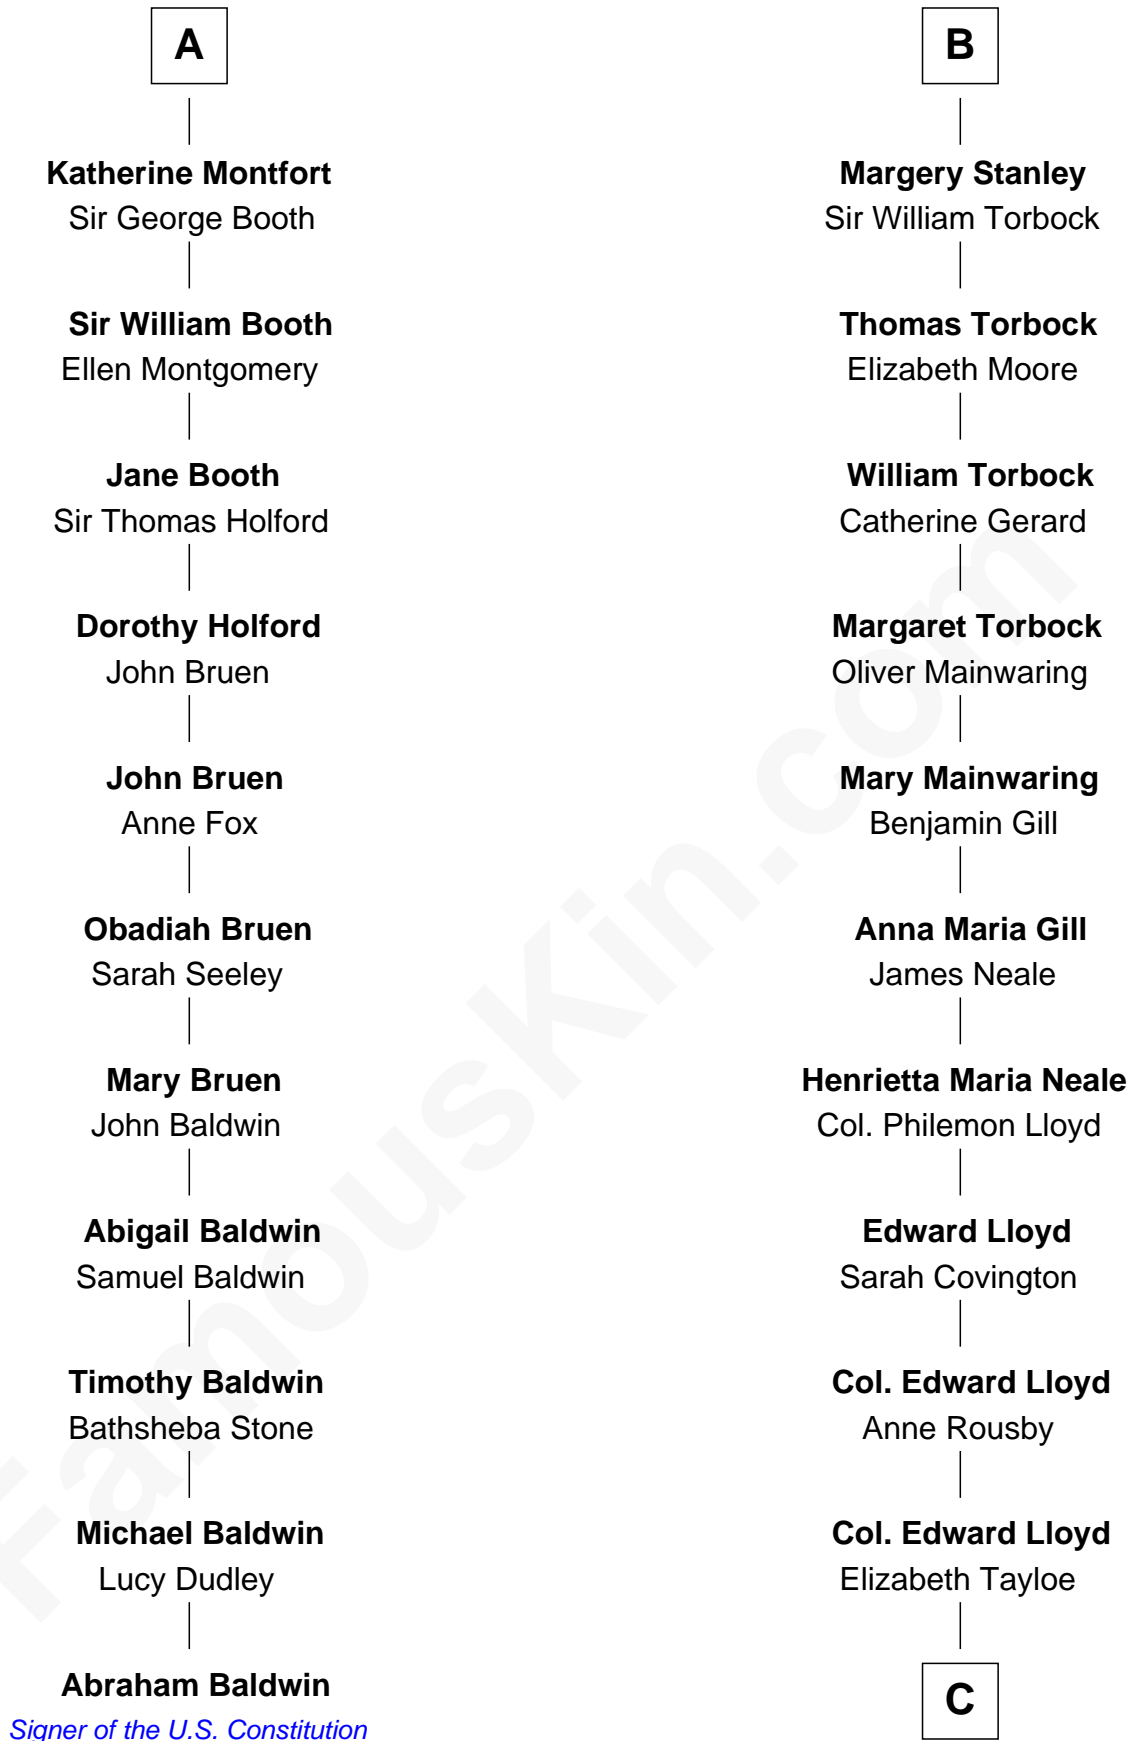 A
Katherine Montfort
Sir George Booth
Sir William Booth
Ellen Montgomery
Jane Booth
Sir Thomas Holford
Dorothy Holford
John Bruen
John Bruen
Anne Fox
Obadiah Bruen
Sarah Seeley
Mary Bruen
John Baldwin
Abigail Baldwin
Samuel Baldwin
Timothy Baldwin
Bathsheba Stone
Michael Baldwin
Lucy Dudley
Abraham Baldwin
Signer of the U.S. Constitution
B
Margery Stanley
Sir William Torbock
Thomas Torbock
Elizabeth Moore
William Torbock
Catherine Gerard
Margaret Torbock
Oliver Mainwaring
Mary Mainwaring
Benjamin Gill
Anna Maria Gill
James Neale
Henrietta Maria Neale
Col. Philemon Lloyd
Edward Lloyd
Sarah Covington
Col. Edward Lloyd
Anne Rousby
Col. Edward Lloyd
Elizabeth Tayloe
C
FamousKin.com